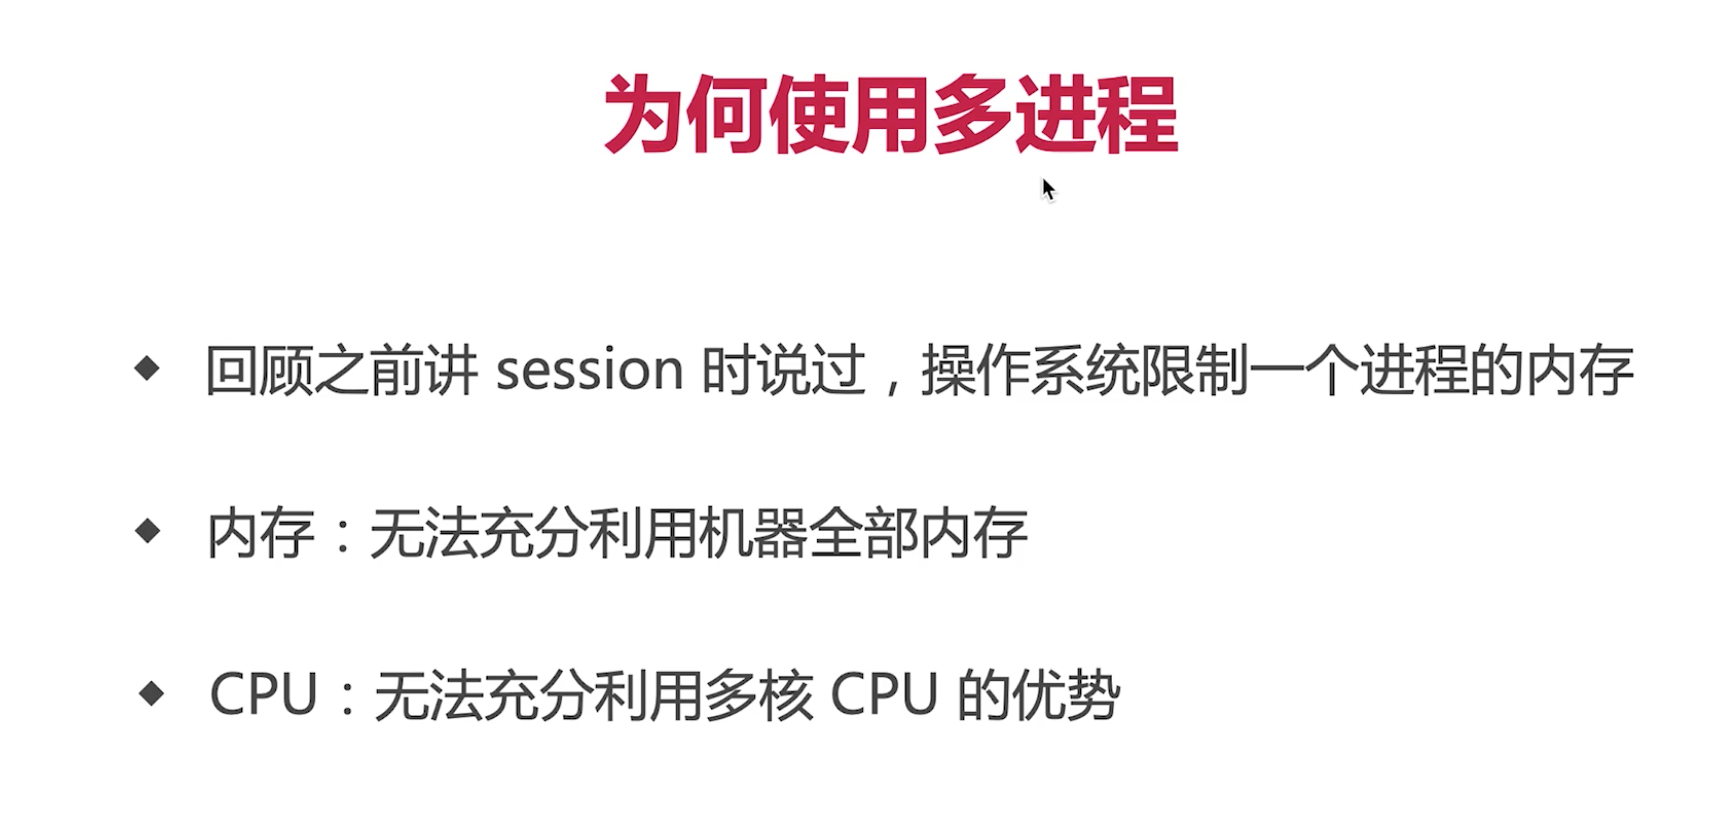 为何使用多进程
回顾之前讲 session 时说过，操作系统限制一个进程的内存
内存：无法充分利用机器全部内存
CPU：无法充分利用多核 CPU 的优势